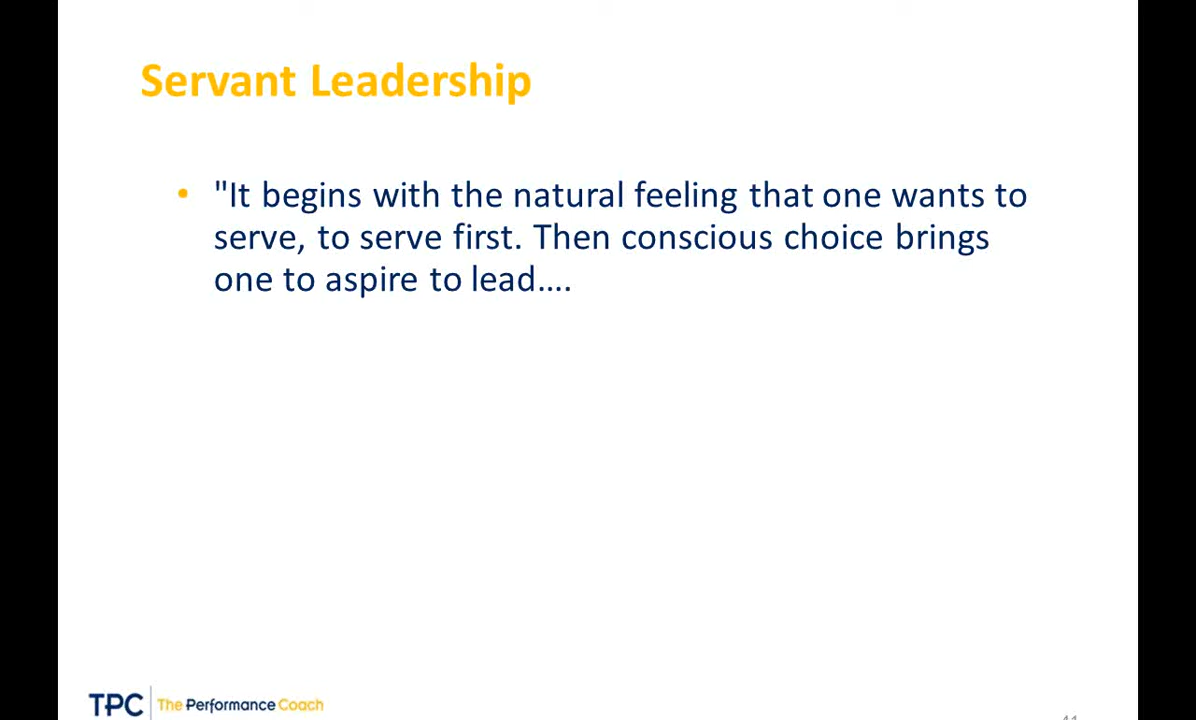 Servant Leadership
• "It begins with the natural feeling that one wants to
serve, to serve first. Then conscious choice brings
one to aspire to lead….
TPC The Performance Coach